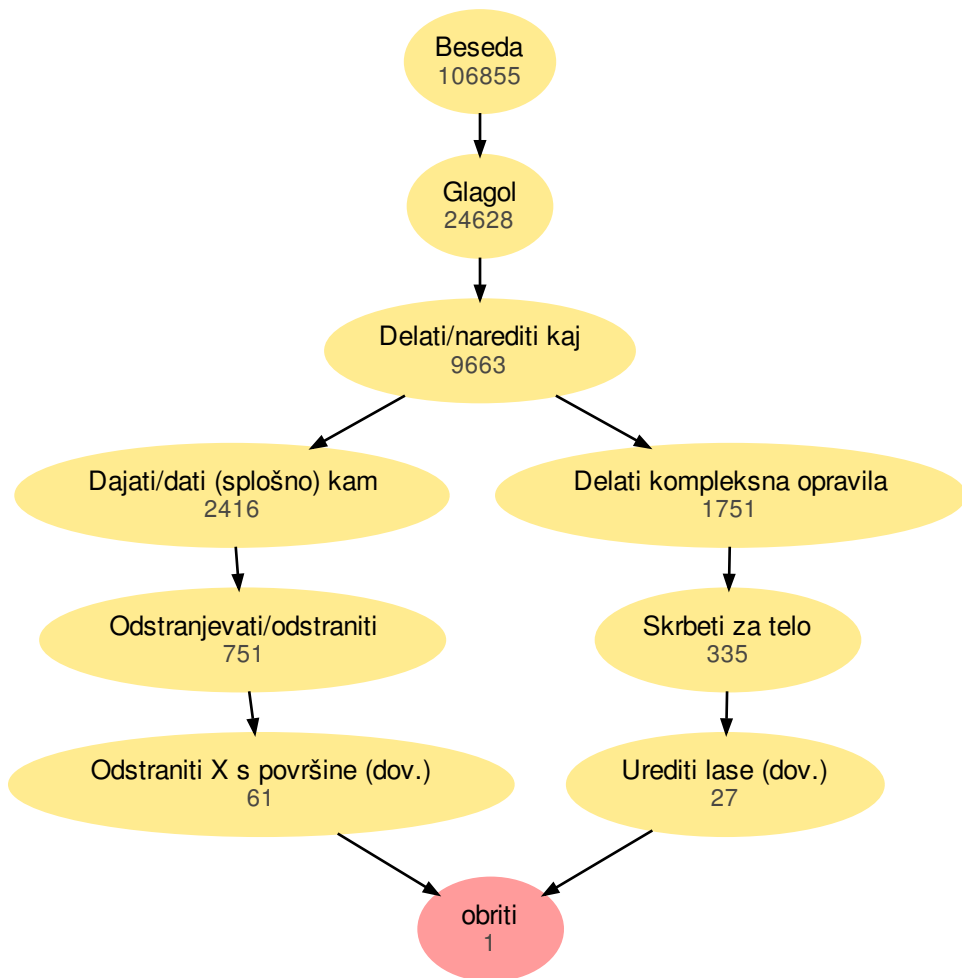 Beseda
106855
Glagol
24628
Delati/narediti kaj
9663
Dajati/dati (splošno) kam
2416
Delati kompleksna opravila
1751
Odstranjevati/odstraniti
751
Skrbeti za telo
335
Odstraniti X s površine (dov.)
61
Urediti lase (dov.)
27
obriti
1